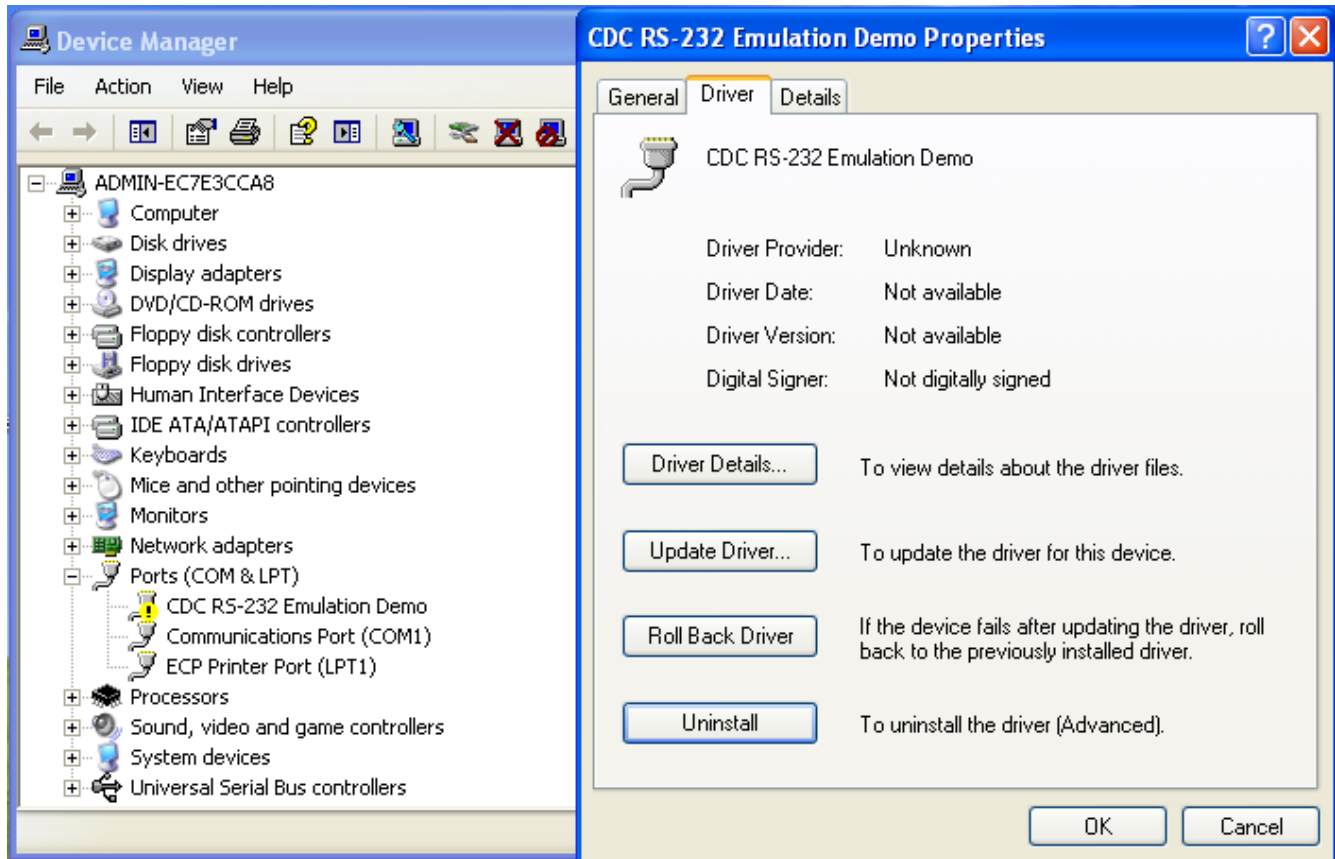 Device Manager
File Action View Help
ADMIN-EC7E3CCA8
Computer
Disk drives
Display adapters
DVD/CD-ROM drives
Floppy disk controllers
Floppy disk drives
Human Interface Devices
IDE ATA/ATAPI controllers
Keyboards
Mice and other pointing devices
Monitors
Network adapters
Ports (COM & LPT)
CDC RS-232 Emulation Demo
Communications Port (COM1)
ECP Printer Port (LPT1)
Processors
Sound, video and game controllers
System devices
Universal Serial Bus controllers
CDC RS-232 Emulation Demo Properties
General Driver Details
CDC RS-232 Emulation Demo
Driver Provider: Unknown
Driver Date: Not available
Driver Version: Not available
Digital Signer: Not digitally signed
Driver Details... To view details about the driver files.
Update Driver... To update the driver for this device.
Roll Back Driver If the device fails after updating the driver, roll
back to the previously installed driver.
Uninstall To uninstall the driver (Advanced).
OK Cancel